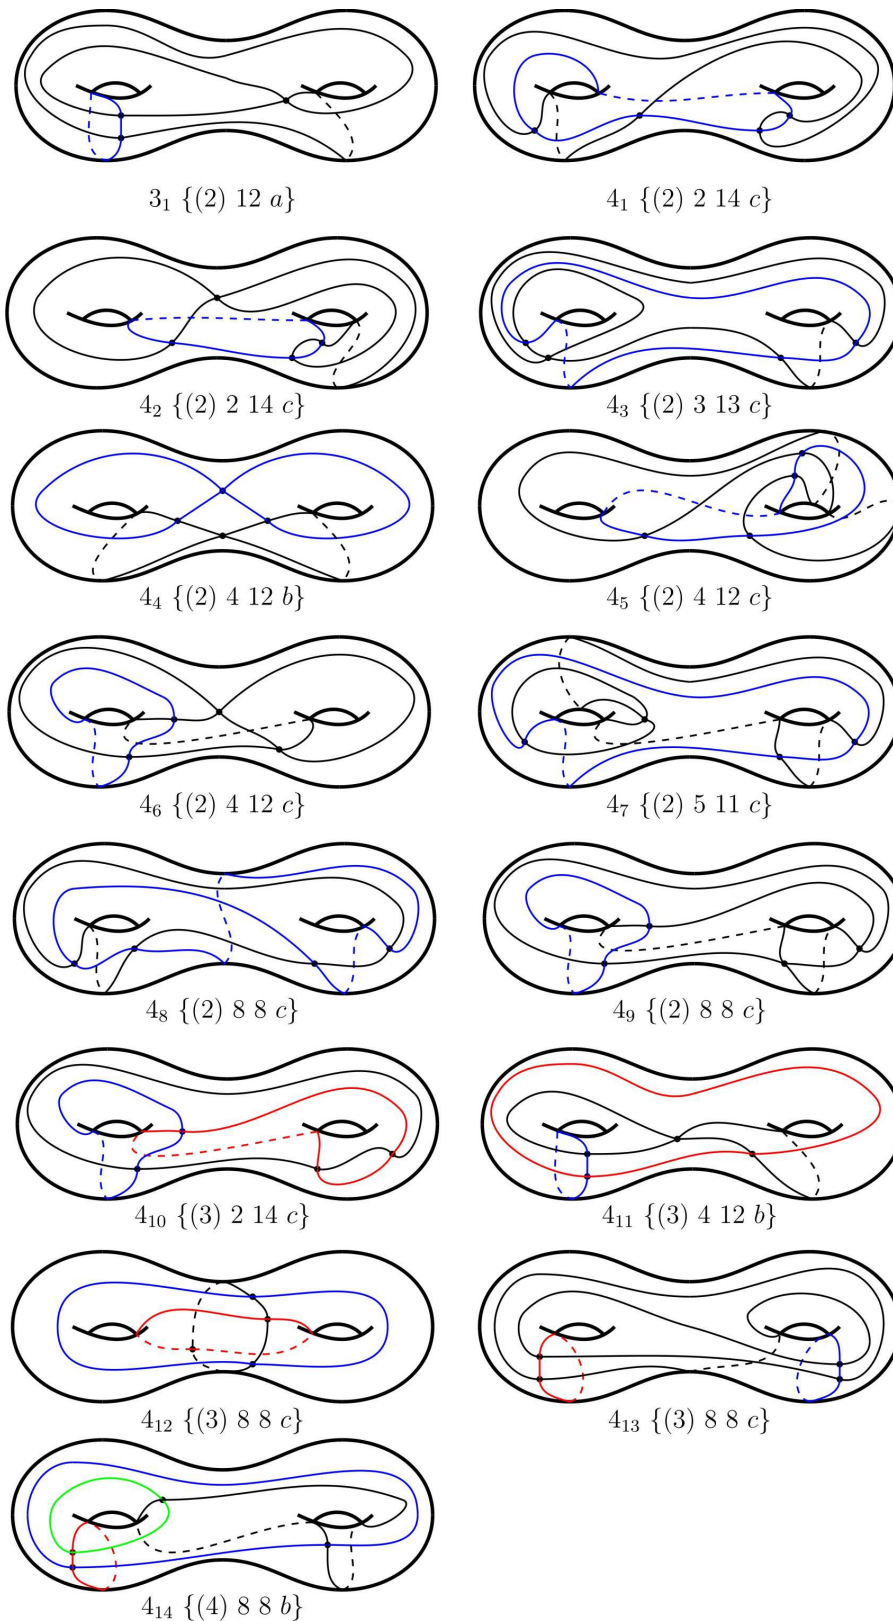 3₁ {(2) 12 a} 4₁ {(2) 2 14 c}
4₂ {(2) 2 14 c} 4₃ {(2) 3 13 c}
4₄ {(2) 4 12 b} 4₅ {(2) 4 12 c}
4₆ {(2) 4 12 c} 4₇ {(2) 5 11 c}
4₈ {(2) 8 8 c} 4₉ {(2) 8 8 c}
4₁₀ {(3) 2 14 c} 4₁₁ {(3) 4 12 b}
4₁₂ {(3) 8 8 c} 4₁₃ {(3) 8 8 c}
4₁₄ {(4) 8 8 b}